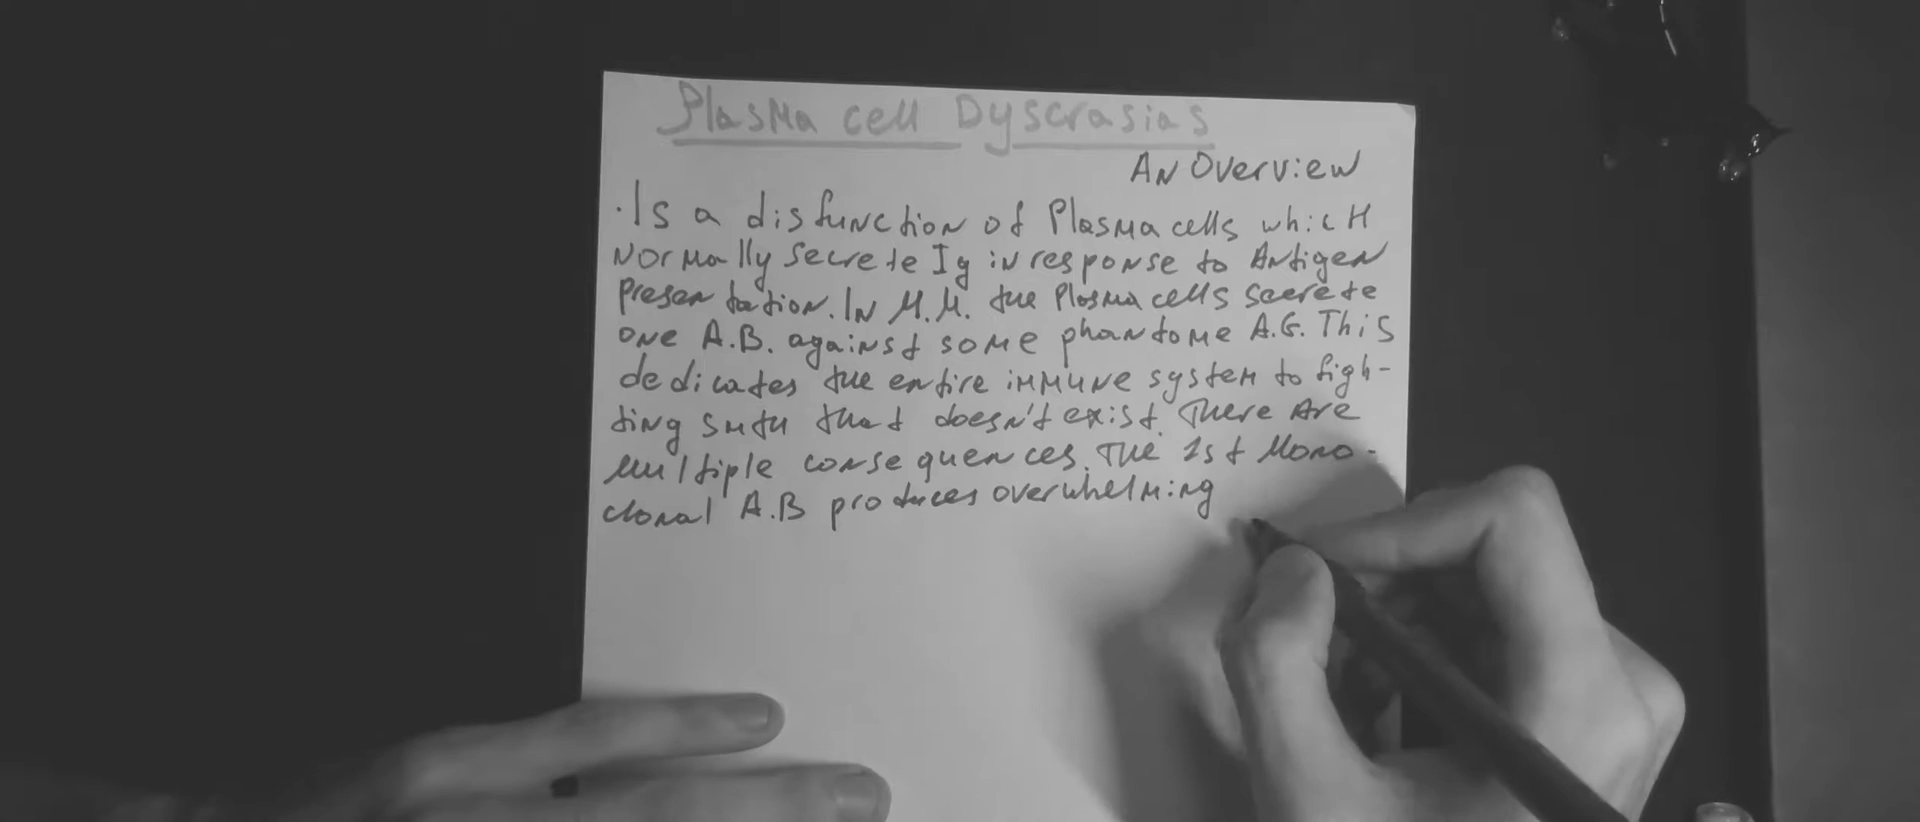 Plasma cell Dyscrasias
An Overview
. Is a disfunction of Plasma cells which
Normally secrete Ig in response to Antigen
presentation. In M.M. the Plasma cells secrete
one A.B. against some phantome A.G. This
dedicates the entire immune system to figh-
ting smth that doesn't exist. There are
multiple consequences. The 1st Mono-
clonal A.B produces overwhelming